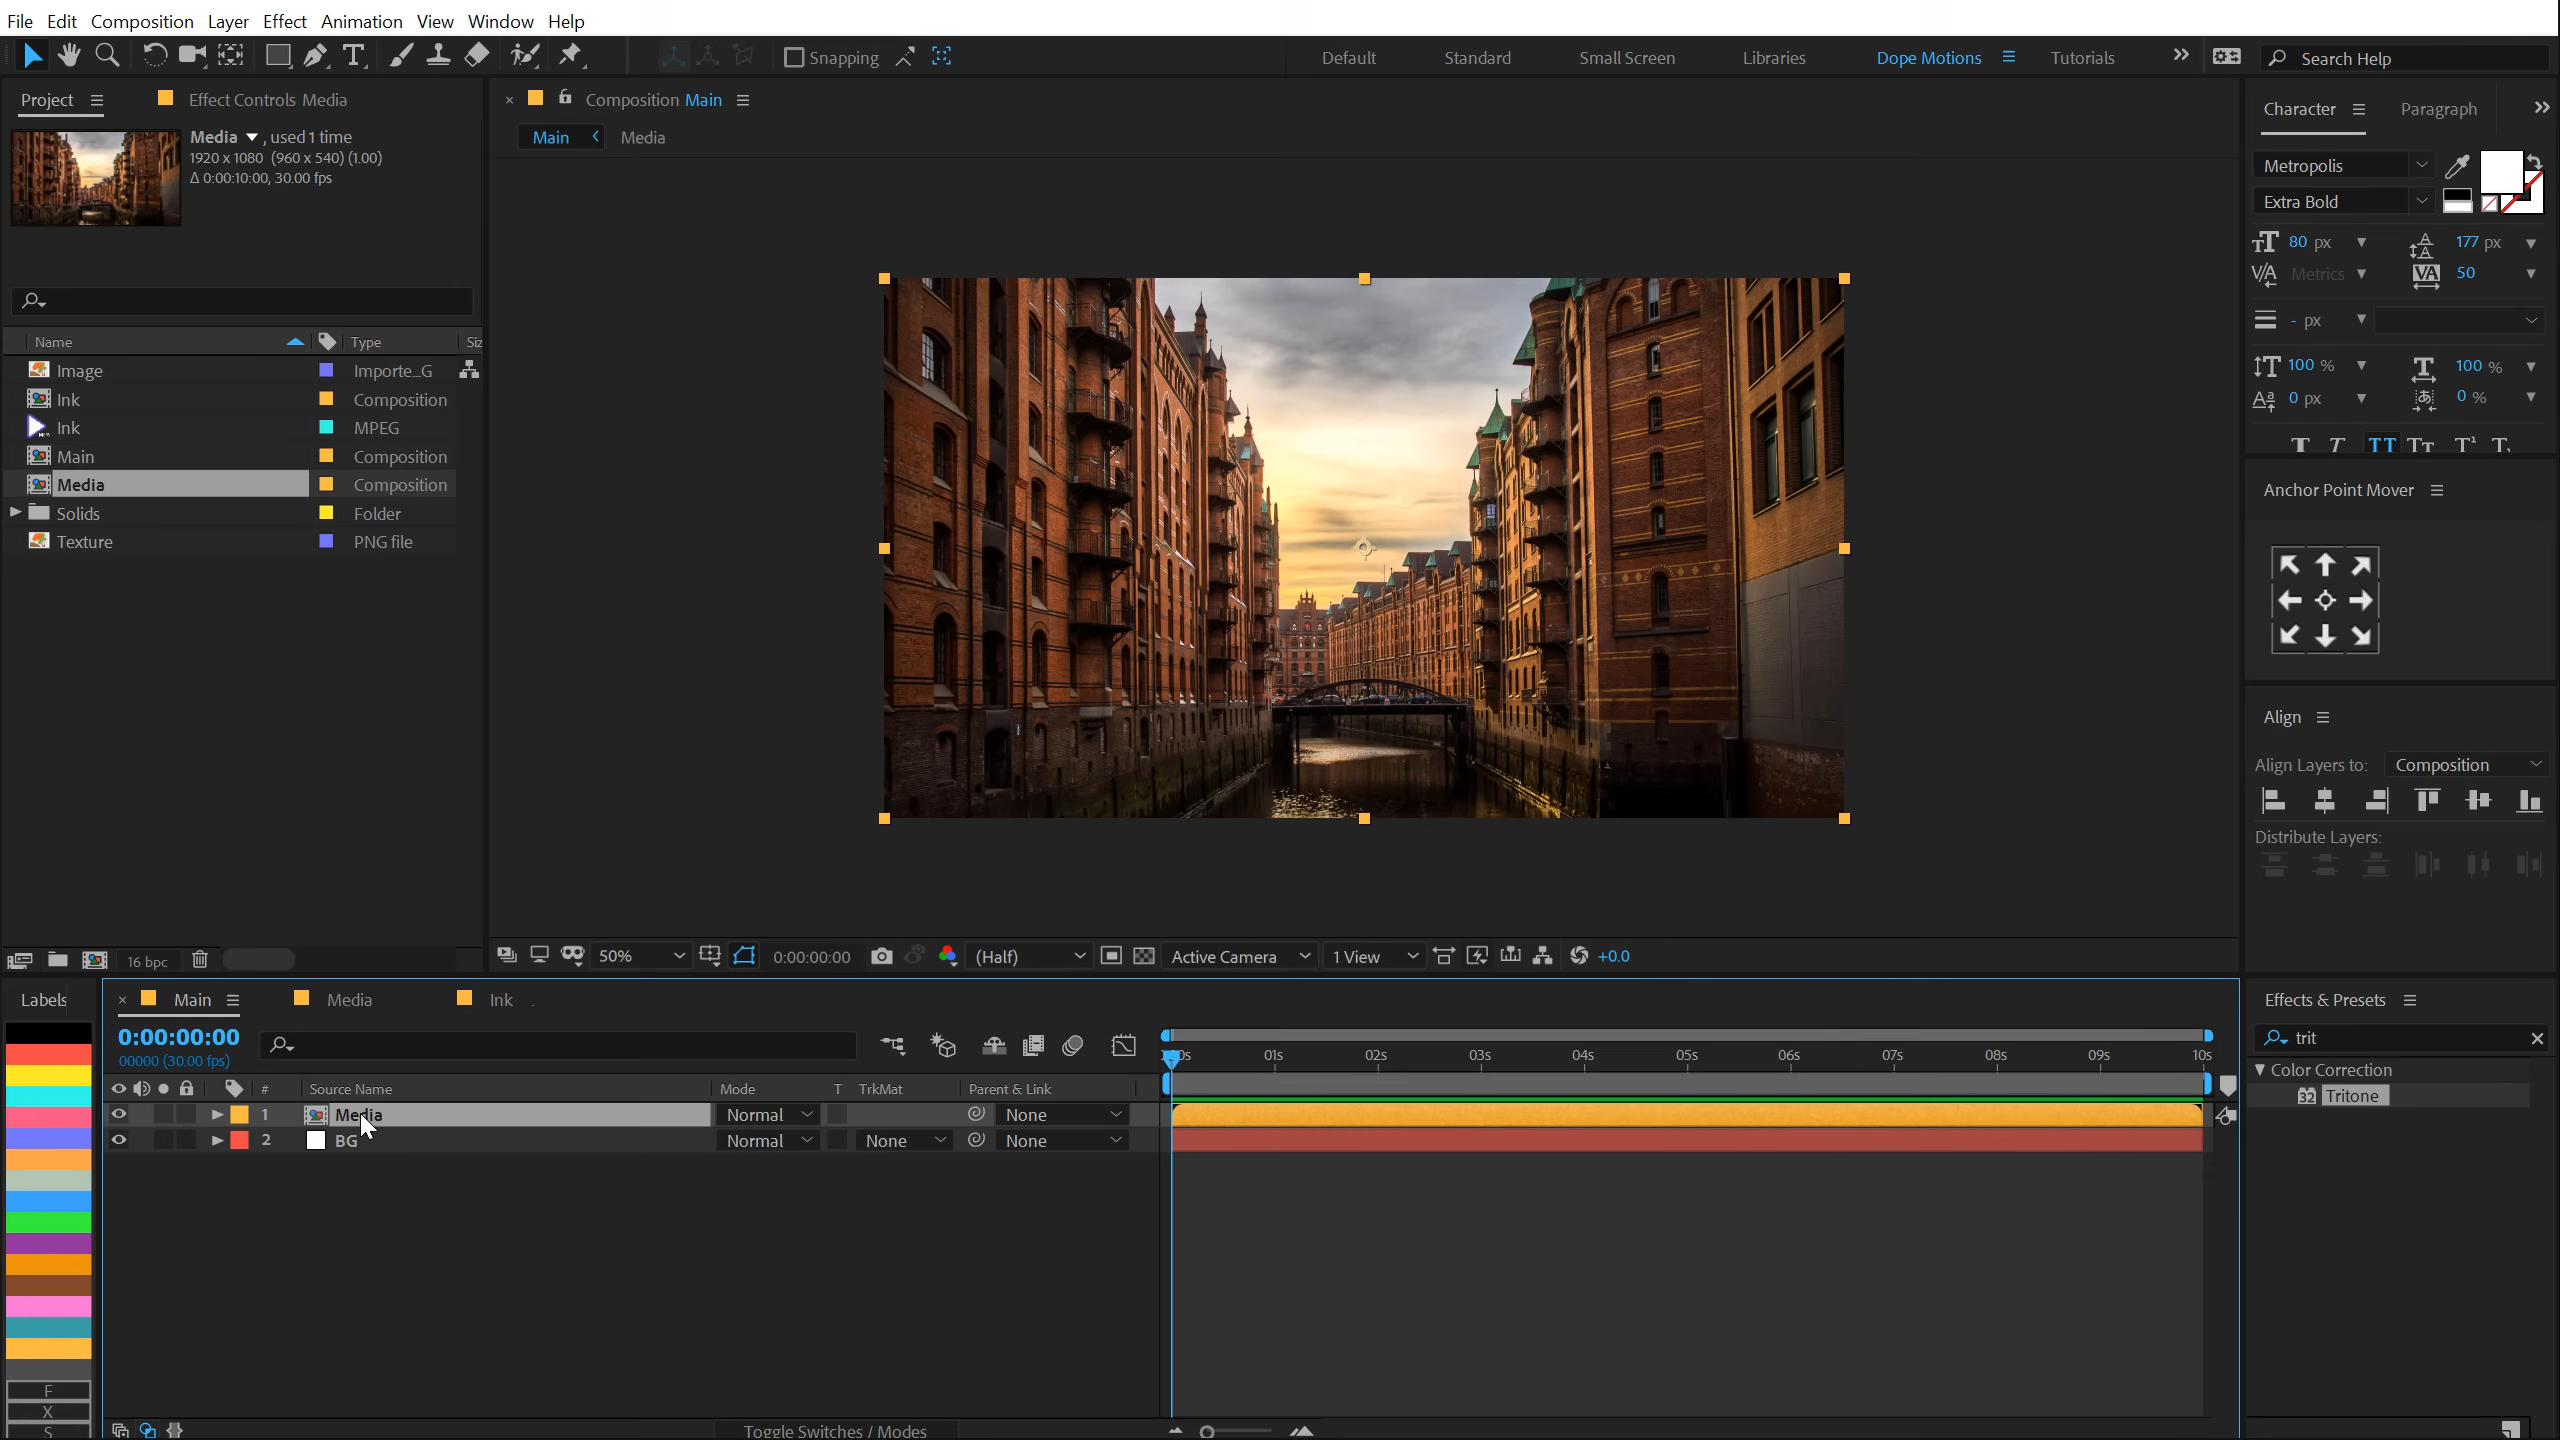 File Edit Composition Layer Effect Animation View Window Help
Snapping Default Standard Small Screen Libraries Dope Motions Tutorials Search Help
Project Effect Controls Media
Media , used 1 time
1920 x 1080 (960 x 540) (1.00)
Δ 0:00:10:00, 30.00 fps
Name Type Siz
Image Importe...G
Ink Composition
Ink MPEG
Main Composition
Media Composition
Solids Folder
Texture PNG file
16 bpc
Composition Main
Main Media
50% 0:00:00:00 (Half) Active Camera 1 View +0.0
Character Paragraph
Metropolis
Extra Bold
80 px 177 px
Metrics 50
- px
100 % 100 %
0 px 0 %
Anchor Point Mover
Align
Align Layers to: Composition
Distribute Layers:
Labels
F
X
S
Main Media Ink
0:00:00:00
00000 (30.00 fps)
# Source Name Mode T TrkMat Parent & Link
1 Media Normal None
2 BG Normal None None
Toggle Switches / Modes
01s 02s 03s 04s 05s 06s 07s 08s 09s 10s
Effects & Presets
trit
Color Correction
32 Tritone